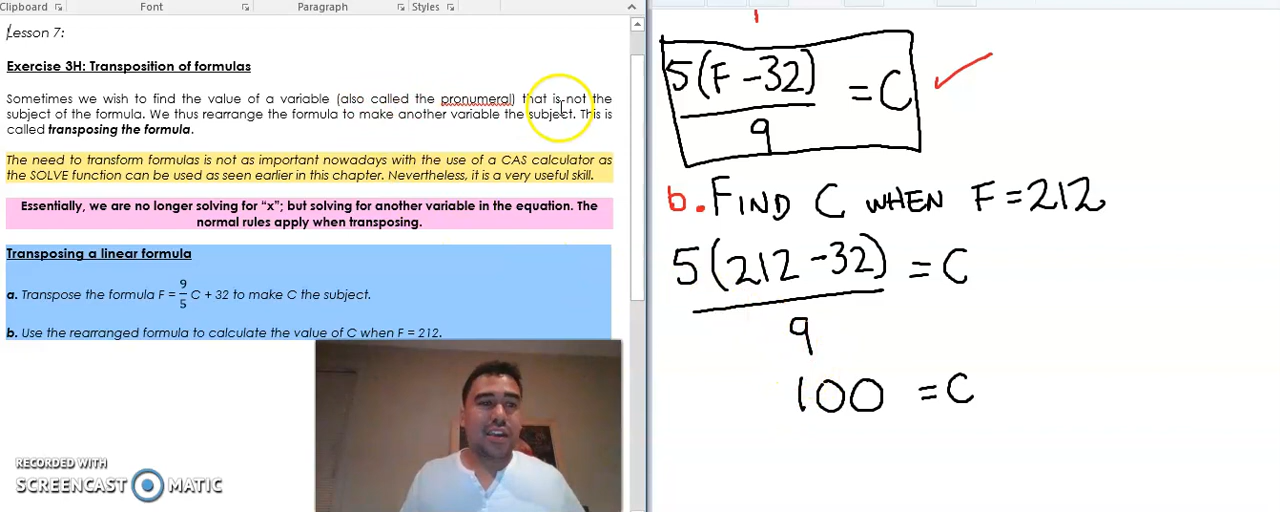 Clipboard Font Paragraph Styles
Lesson 7:
Exercise 3H: Transposition of formulas
Sometimes we wish to find the value of a variable (also called the pronumeral) that is not the
subject of the formula. We thus rearrange the formula to make another variable the subject. This is
called transposing the formula.
The need to transform formulas is not as important nowadays with the use of a CAS calculator as
the SOLVE function can be used as seen earlier in this chapter. Nevertheless, it is a very useful skill.
Essentially, we are no longer solving for “x”; but solving for another variable in the equation. The
normal rules apply when transposing.
Transposing a linear formula
a. Transpose the formula F = 9/5 C + 32 to make C the subject.
b. Use the rearranged formula to calculate the value of C when F = 212.
RECORDED WITH
SCREENCAST MATIC
5(F-32)
= C
9
b. FIND C WHEN F=212
5(212-32) = C
9
100 = C